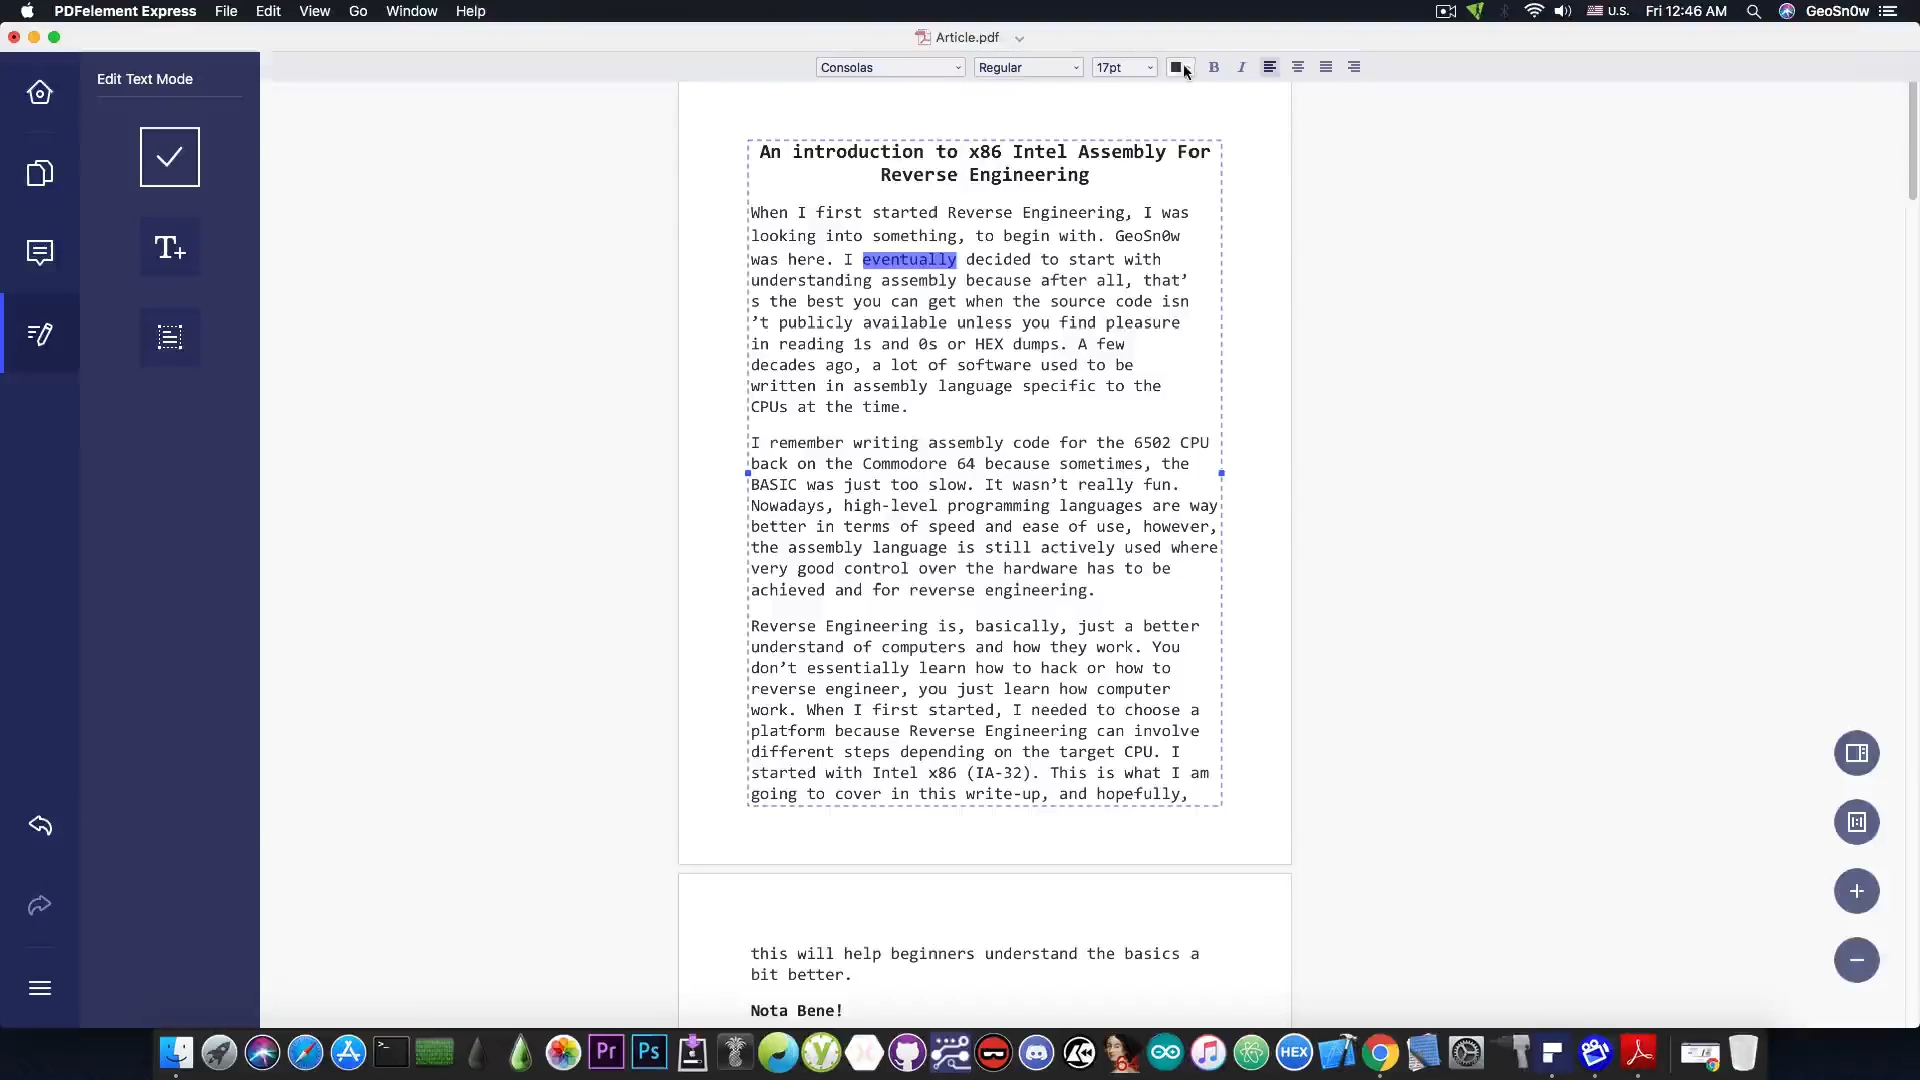 PDFelement Express File Edit View Go Window Help U.S. Fri 12:46 AM GeoSn0w
Article.pdf
Edit Text Mode
Consolas Regular 17pt B I
T+
An introduction to x86 Intel Assembly For
Reverse Engineering
When I first started Reverse Engineering, I was
looking into something, to begin with. GeoSn0w
was here. I eventually decided to start with
understanding assembly because after all, that’
s the best you can get when the source code isn
’t publicly available unless you find pleasure
in reading 1s and 0s or HEX dumps. A few
decades ago, a lot of software used to be
written in assembly language specific to the
CPUs at the time.
I remember writing assembly code for the 6502 CPU
back on the Commodore 64 because sometimes, the
BASIC was just too slow. It wasn’t really fun.
Nowadays, high-level programming languages are way
better in terms of speed and ease of use, however,
the assembly language is still actively used where
very good control over the hardware has to be
achieved and for reverse engineering.
Reverse Engineering is, basically, just a better
understand of computers and how they work. You
don’t essentially learn how to hack or how to
reverse engineer, you just learn how computer
work. When I first started, I needed to choose a
platform because Reverse Engineering can involve
different steps depending on the target CPU. I
started with Intel x86 (IA-32). This is what I am
going to cover in this write-up, and hopefully,
this will help beginners understand the basics a
bit better.
Nota Bene!
Pr Ps HEX